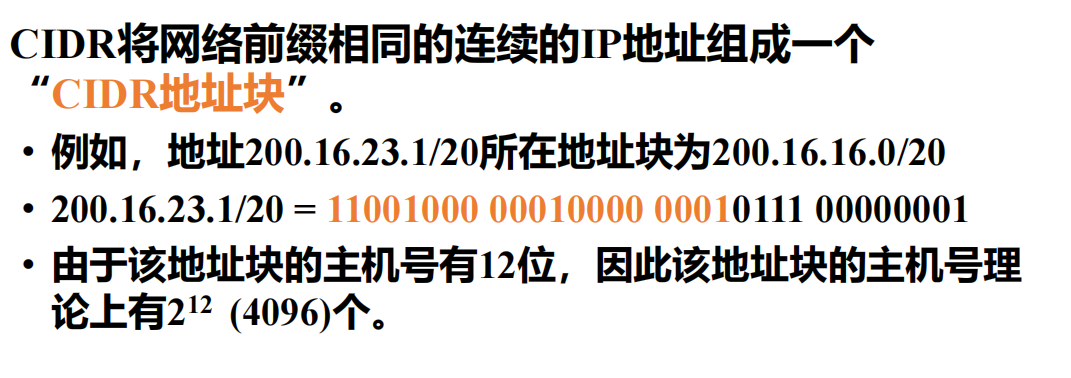 CIDR将网络前缀相同的连续的IP地址组成一个
“CIDR地址块”。
• 例如，地址200.16.23.1/20所在地址块为200.16.16.0/20
• 200.16.23.1/20 = 11001000 00010000 00010111 00000001
• 由于该地址块的主机号有12位，因此该地址块的主机号理
论上有2¹² (4096)个。